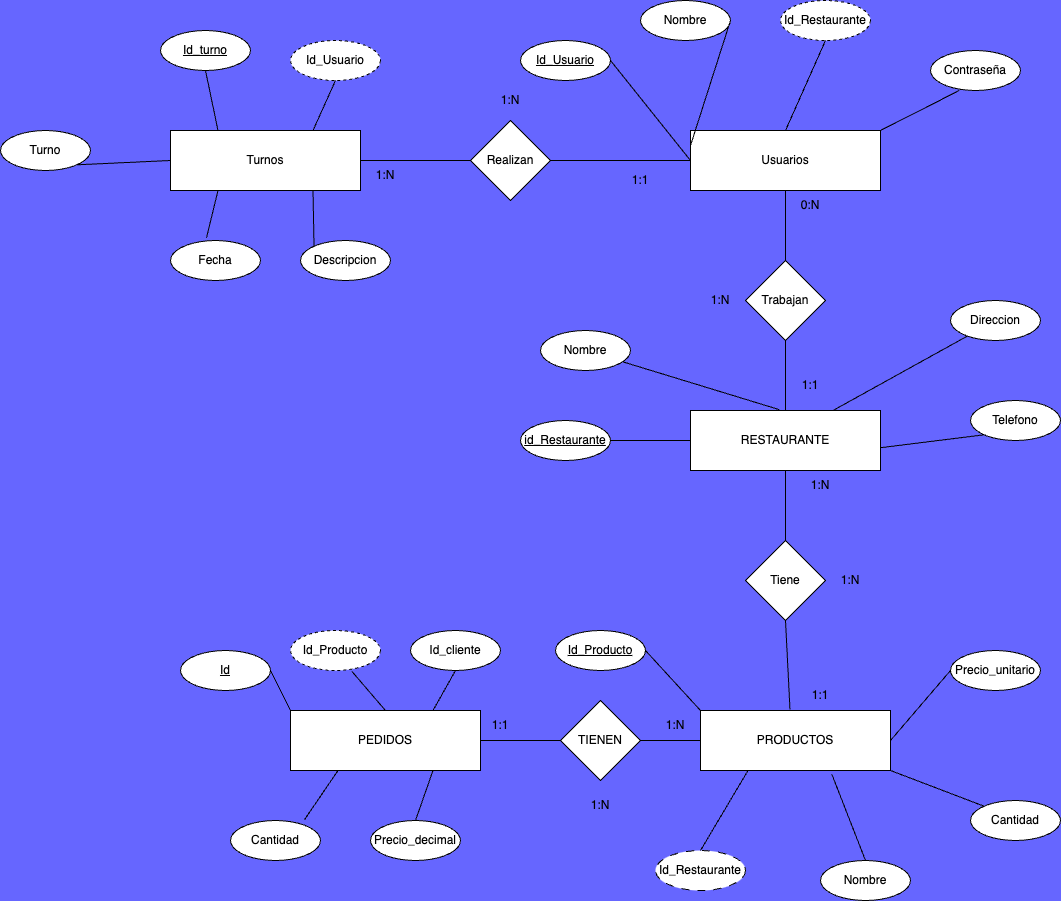 Nombre
Id_Restaurante
Id_turno
Id_Usuario
Id_Usuario
Contraseña
1:N
Turno
Turnos
Realizan
Usuarios
1:N
1:1
0:N
Fecha
Descripcion
1:N
Trabajan
Direccion
Nombre
1:1
Telefono
id_Restaurante
RESTAURANTE
1:N
Tiene
1:N
Id
Id_Producto
Id_cliente
Id_Producto
Precio_unitario
1:1
PEDIDOS
1:1
TIENEN
1:N
PRODUCTOS
1:N
Cantidad
Precio_decimal
Cantidad
Id_Restaurante
Nombre